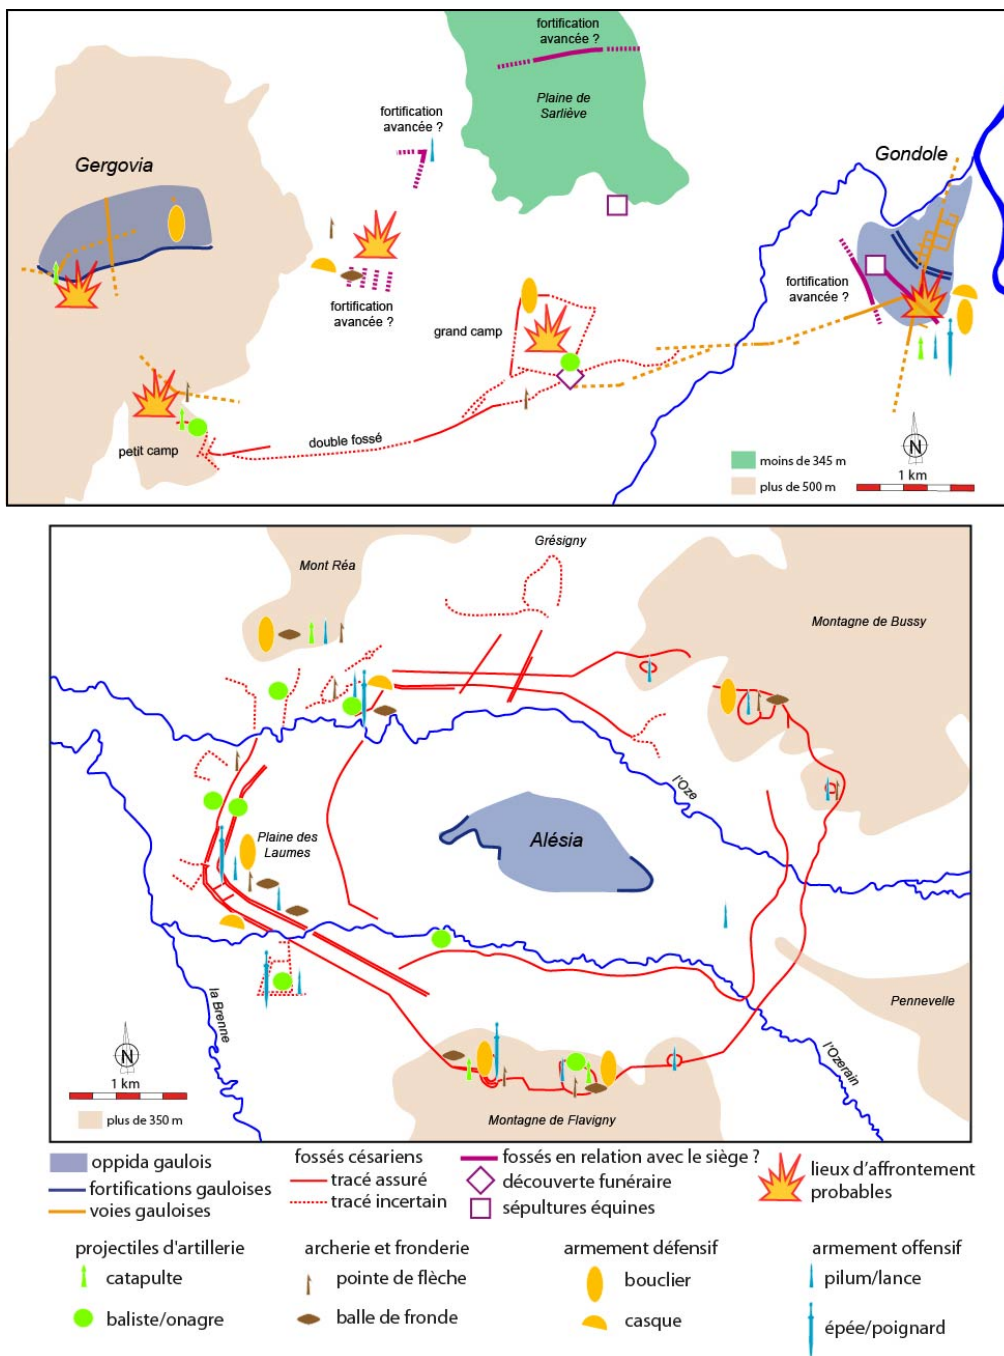 fortification
avancée ?
Plaine de
Sarliève
fortification
avancée ?
Gergovia
Gondole
fortification
avancée ?
fortification
avancée ?
grand camp
double fossé
petit camp
N
1 km
moins de 345 m
plus de 500 m
Grésigny
Mont Réa
Montagne de Bussy
l'Oze
Plaine des
Laumes
Alésia
la Brenne
Pennevelle
l'Ozerain
N
1 km
plus de 350 m
Montagne de Flavigny
oppida gaulois
fortifications gauloises
voies gauloises
fossés césariens
tracé assuré
tracé incertain
fossés en relation avec le siège ?
découverte funéraire
sépultures équines
lieux d'affrontement
probables
projectiles d'artillerie
catapulte
baliste/onagre
archerie et fronderie
pointe de flèche
balle de fronde
armement défensif
bouclier
casque
armement offensif
pilum/lance
épée/poignard